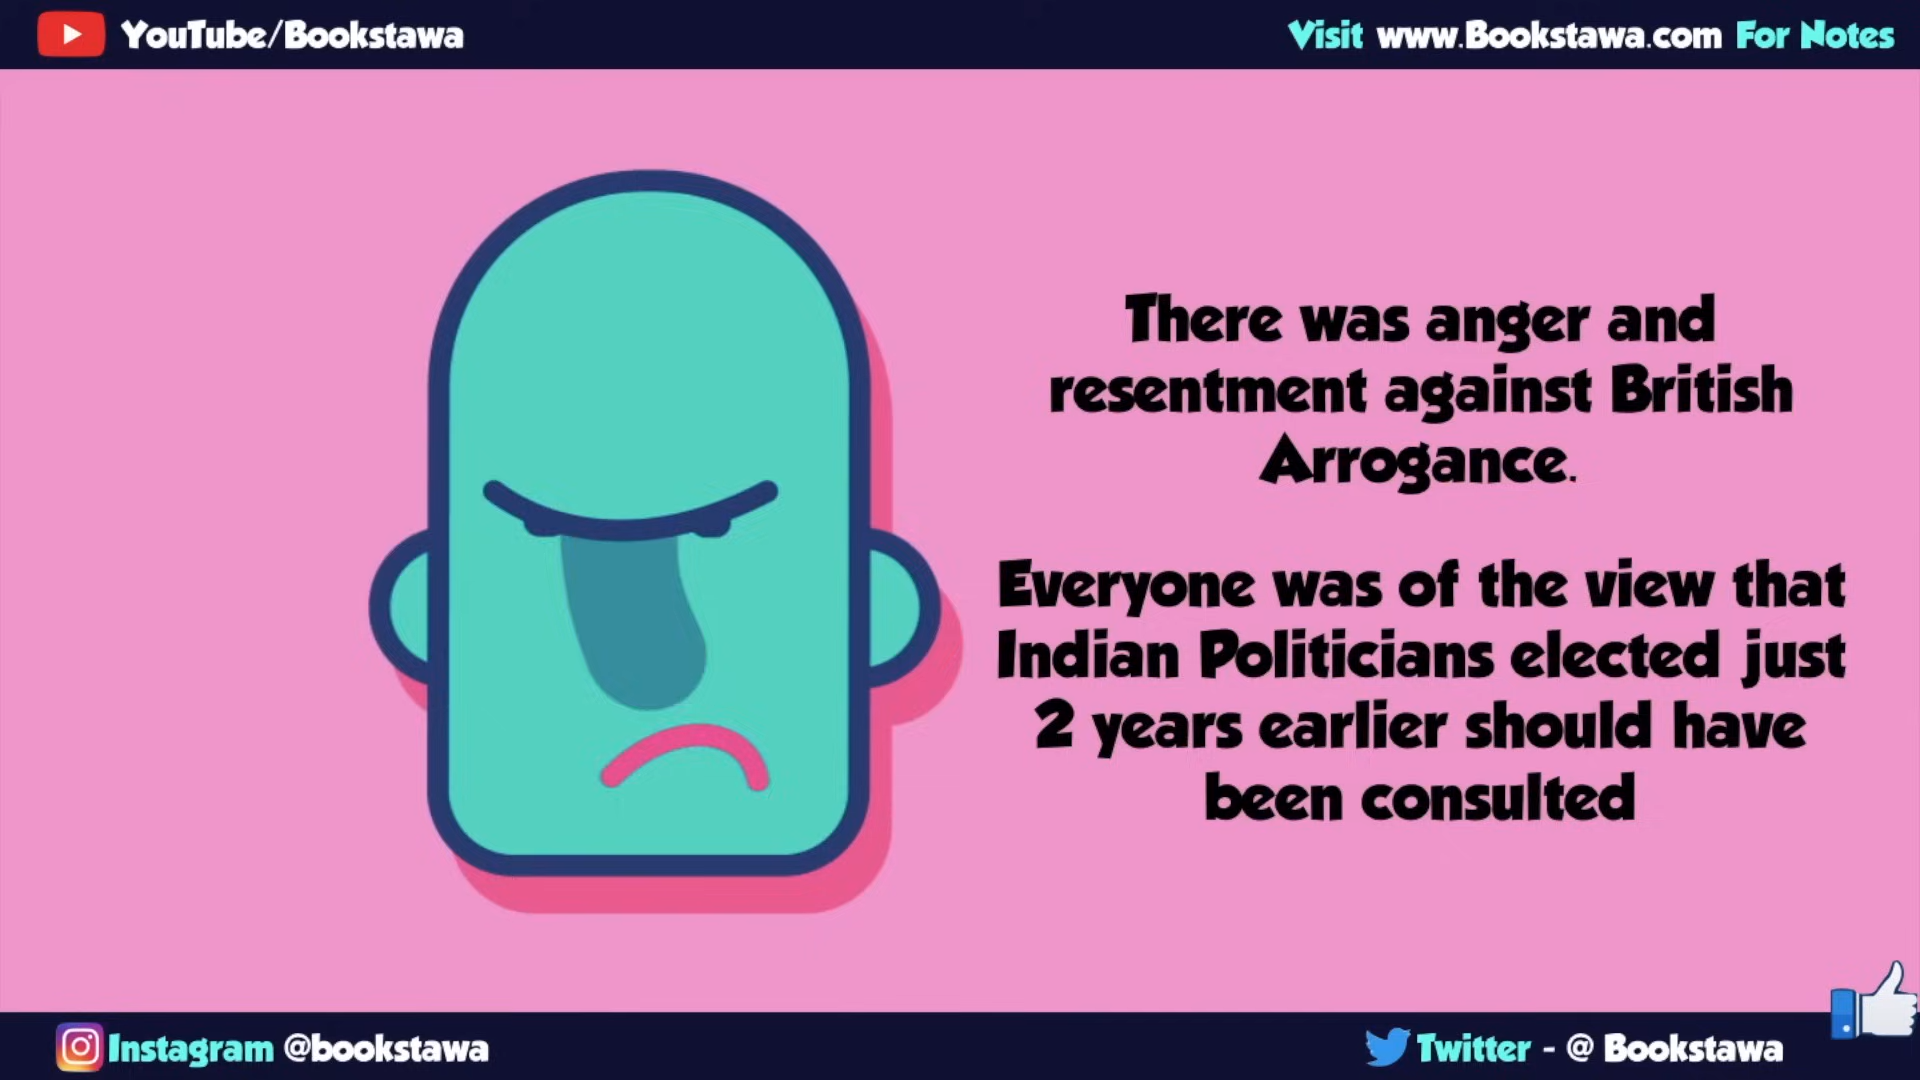 YouTube/Bookstawa
Visit www.Bookstawa.com For Notes
There was anger and
resentment against British
Arrogance.
Everyone was of the view that
Indian Politicians elected just
2 years earlier should have
been consulted
Instagram @bookstawa
Twitter - @ Bookstawa